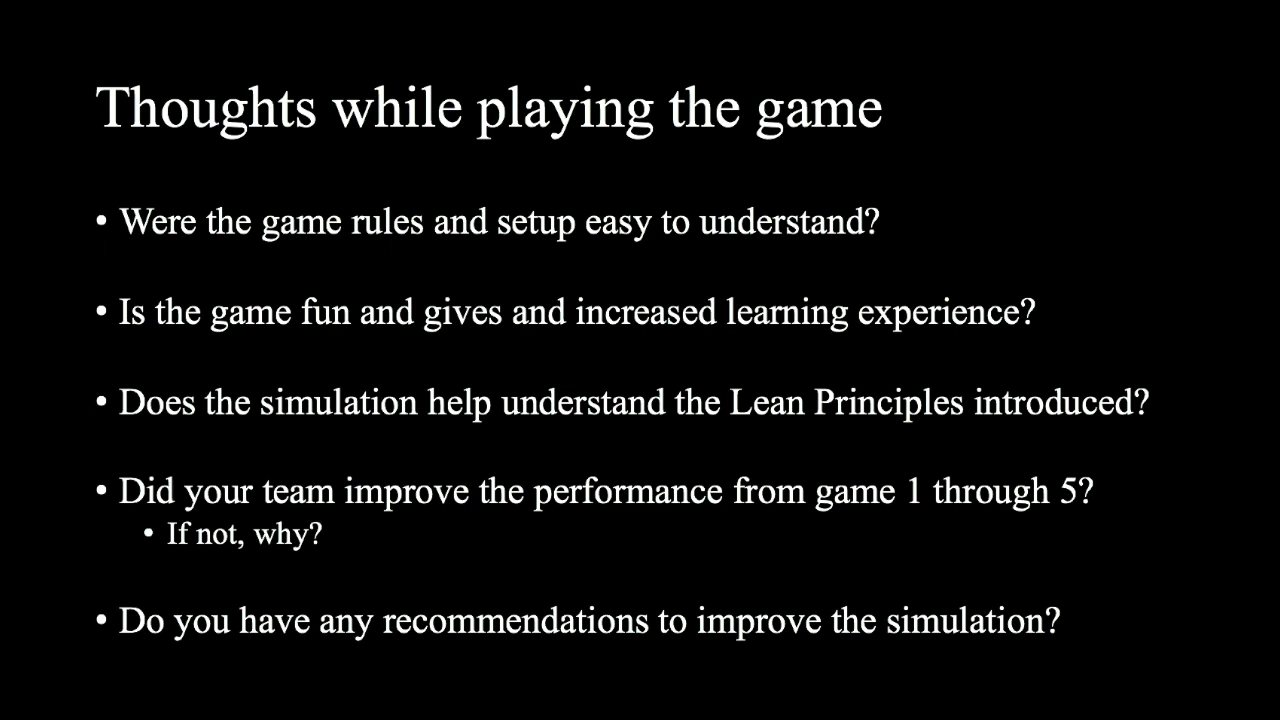 Thoughts while playing the game
• Were the game rules and setup easy to understand?
• Is the game fun and gives and increased learning experience?
• Does the simulation help understand the Lean Principles introduced?
• Did your team improve the performance from game 1 through 5?
• If not, why?
• Do you have any recommendations to improve the simulation?